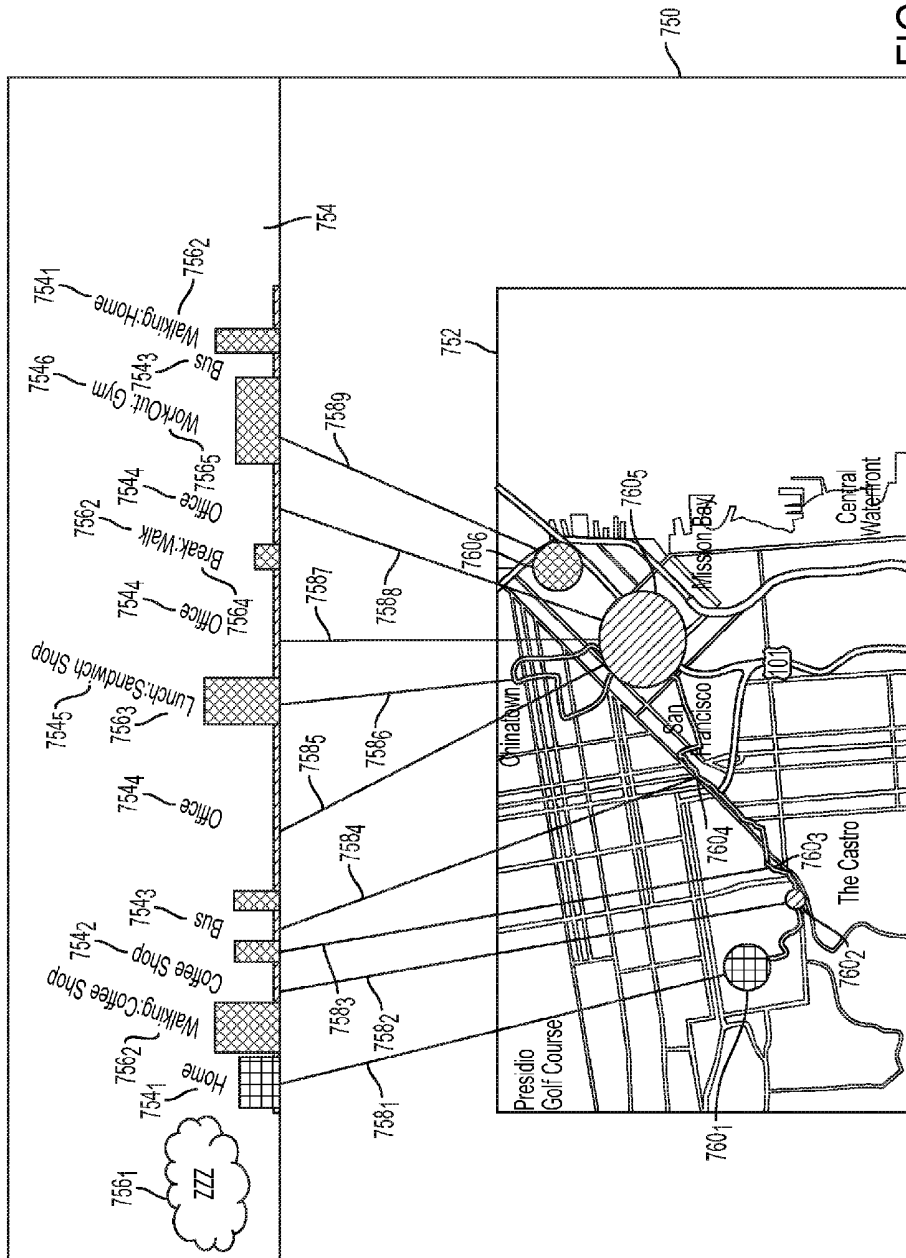 756₁
ZZZ
754₁
Home
756₂
Walking:Coffee Shop
754₂
Coffee Shop
754₃
Bus
754₄
Office
754₅
756₃
Lunch:Sandwich Shop
754₄
Office
756₂
Break:Walk
756₄
754₄
Office
754₆
WorkOut: Gym
756₅
754₃
Bus
754₁
Walking:Home
756₂
754
758₁
758₂
758₃
758₄
758₅
758₆
758₇
758₈
758₉
752
750
Presidio
Golf Course
Chinatown
San
Francisco
101
Mission Bay
Central
Waterfront
The Castro
760₁
760₂
760₃
760₄
760₅
760₆
FIG